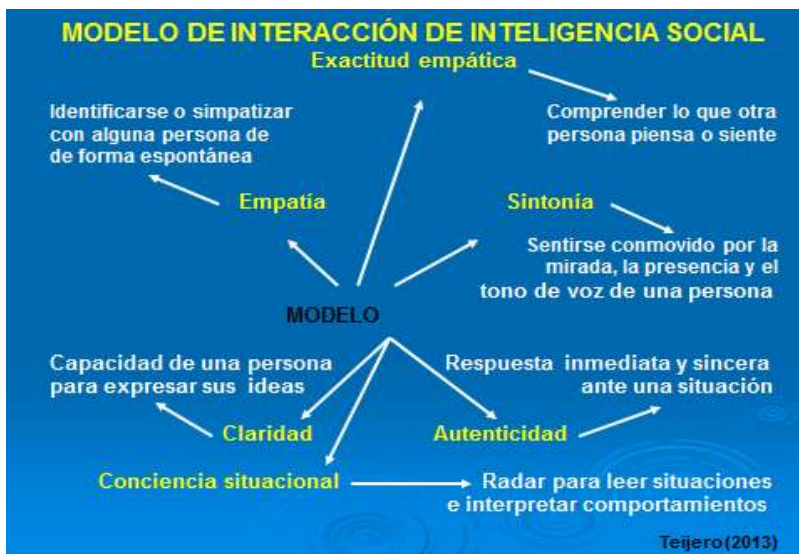 MODELO DE INTERACCIÓN DE INTELIGENCIA SOCIAL
Exactitud empática
Identificarse o simpatizar
con alguna persona de
de forma espontánea
Comprender lo que otra
persona piensa o siente
Empatía
Sintonía
Sentirse conmovido por la
mirada, la presencia y el
tono de voz de una persona
MODELO
Capacidad de una persona
para expresar sus ideas
Respuesta inmediata y sincera
ante una situación
Claridad
Autenticidad
Conciencia situacional
Radar para leer situaciones
e interpretar comportamientos
Teijero (2013)